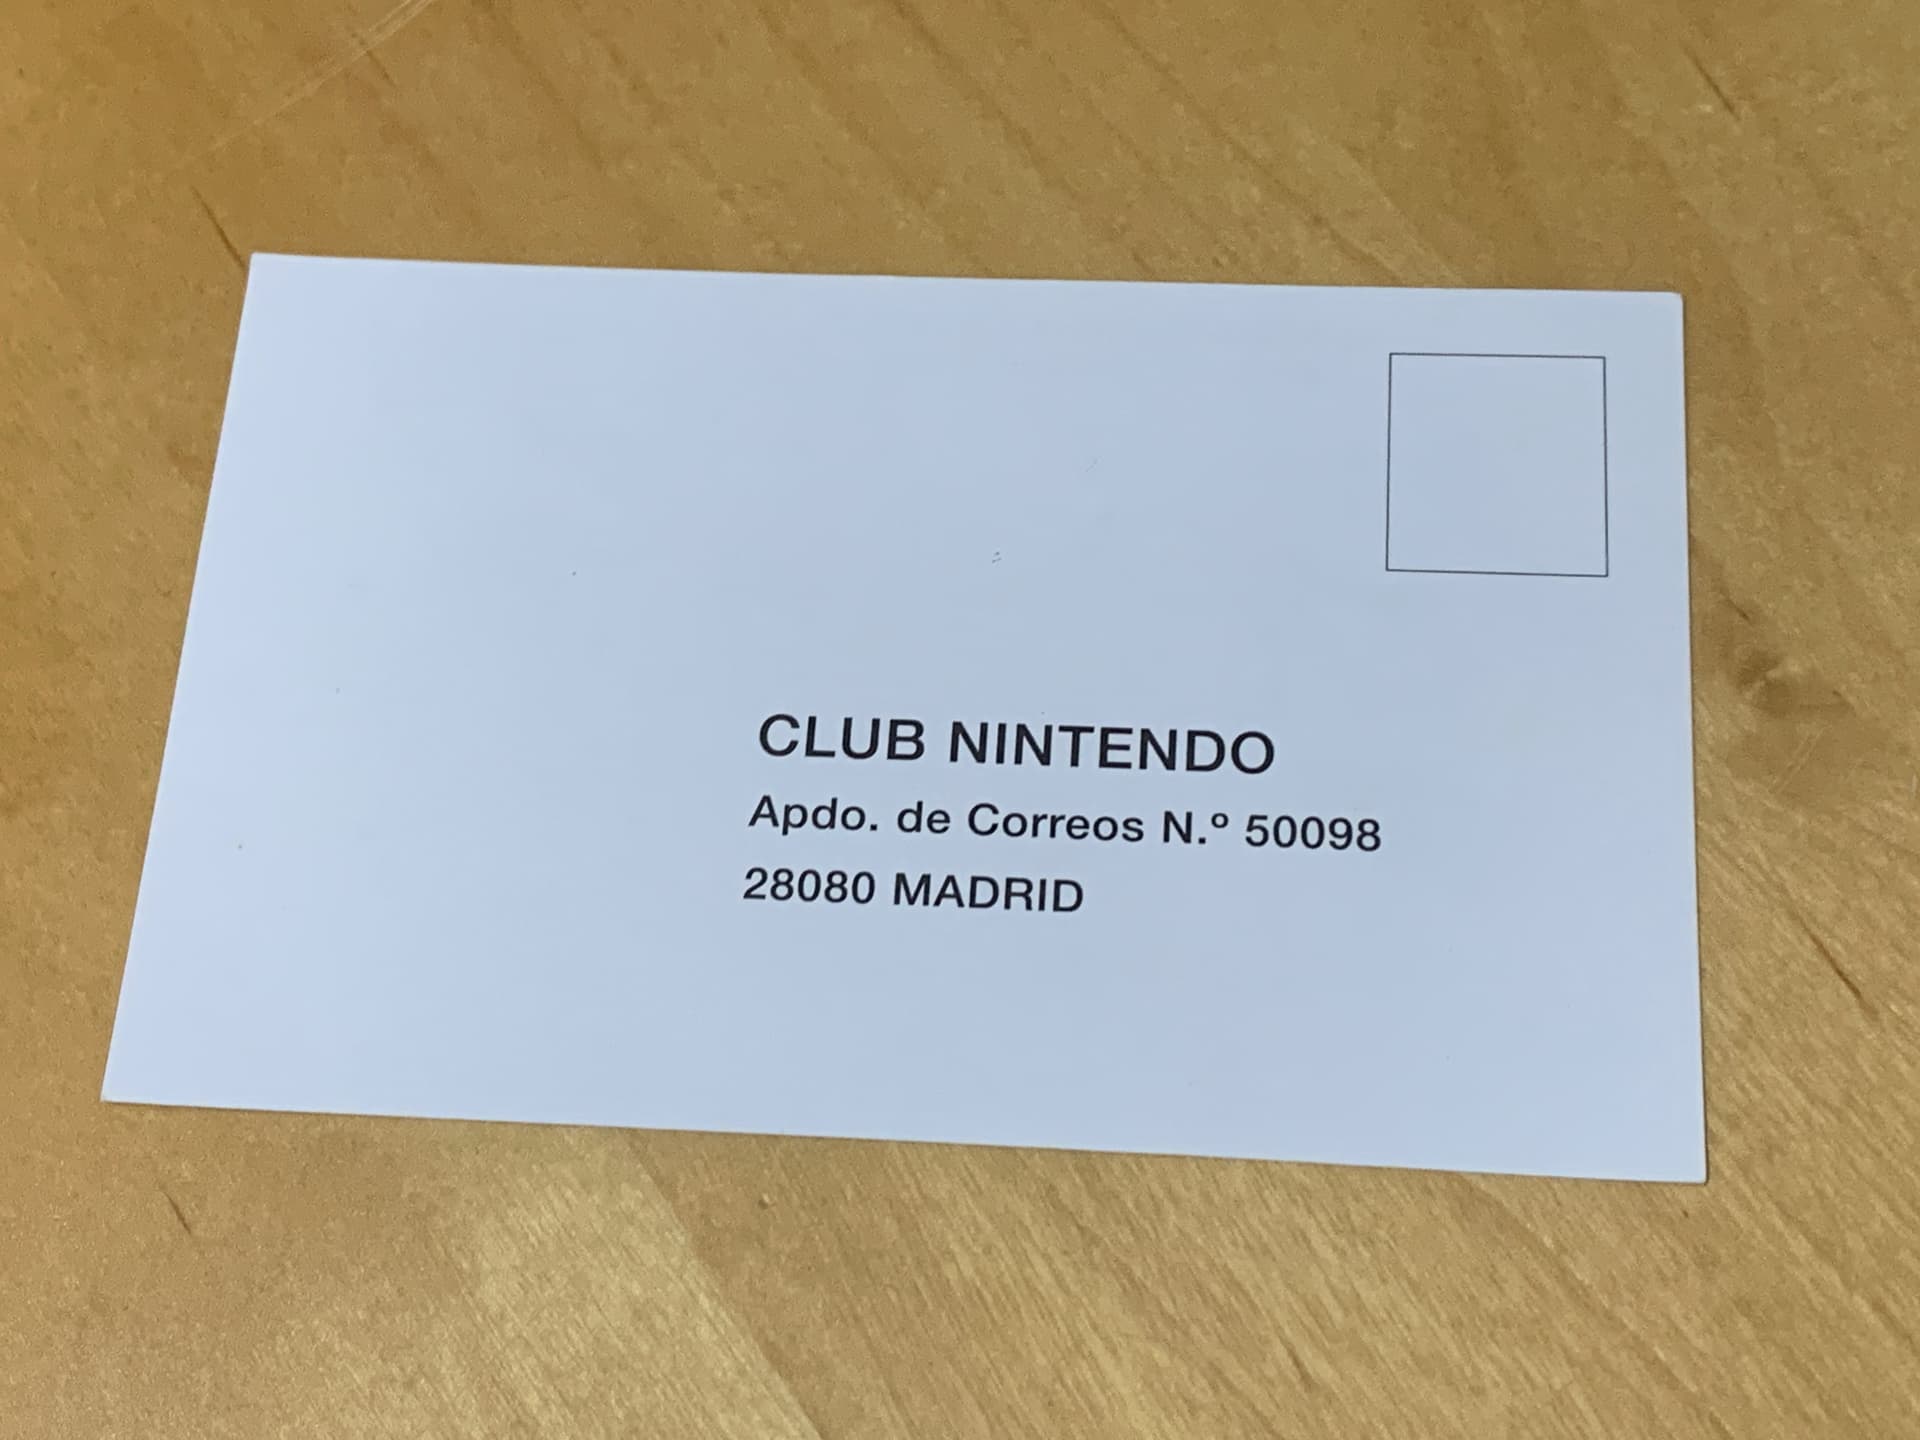 CLUB NINTENDO
Apdo. de Correos N.º 50098
28080 MADRID